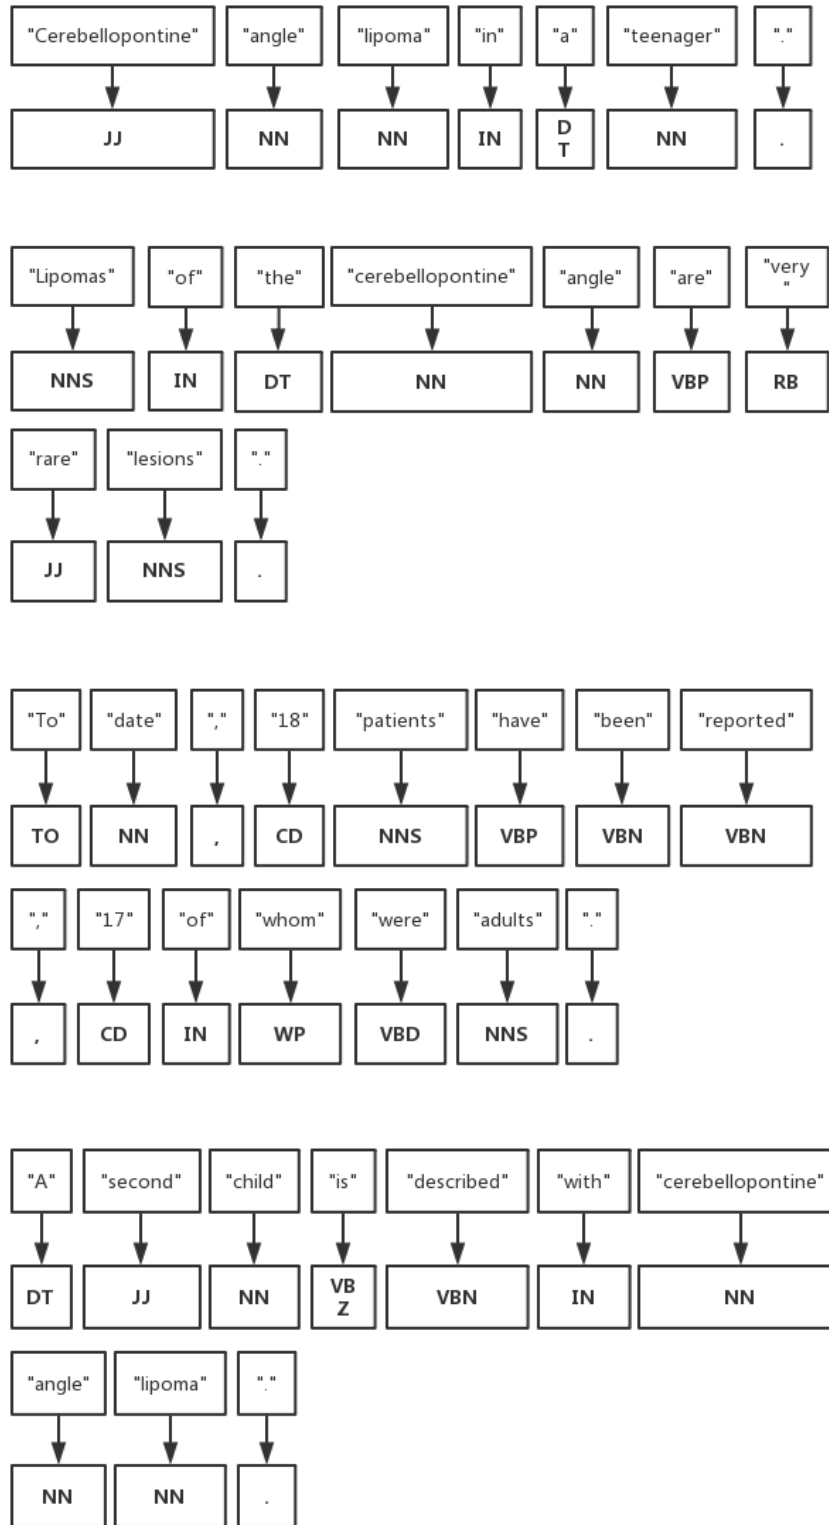 "Cerebellopontine" "angle" "lipoma" "in" "a" "teenager" "."
JJ NN NN IN DT NN .
"Lipomas" "of" "the" "cerebellopontine" "angle" "are" "very"
NNS IN DT NN NN VBP RB
"rare" "lesions" "."
JJ NNS .
"To" "date" "," "18" "patients" "have" "been" "reported"
TO NN , CD NNS VBP VBN VBN
"," "17" "of" "whom" "were" "adults" "."
, CD IN WP VBD NNS .
"A" "second" "child" "is" "described" "with" "cerebellopontine"
DT JJ NN VBZ VBN IN NN
"angle" "lipoma" "."
NN NN .